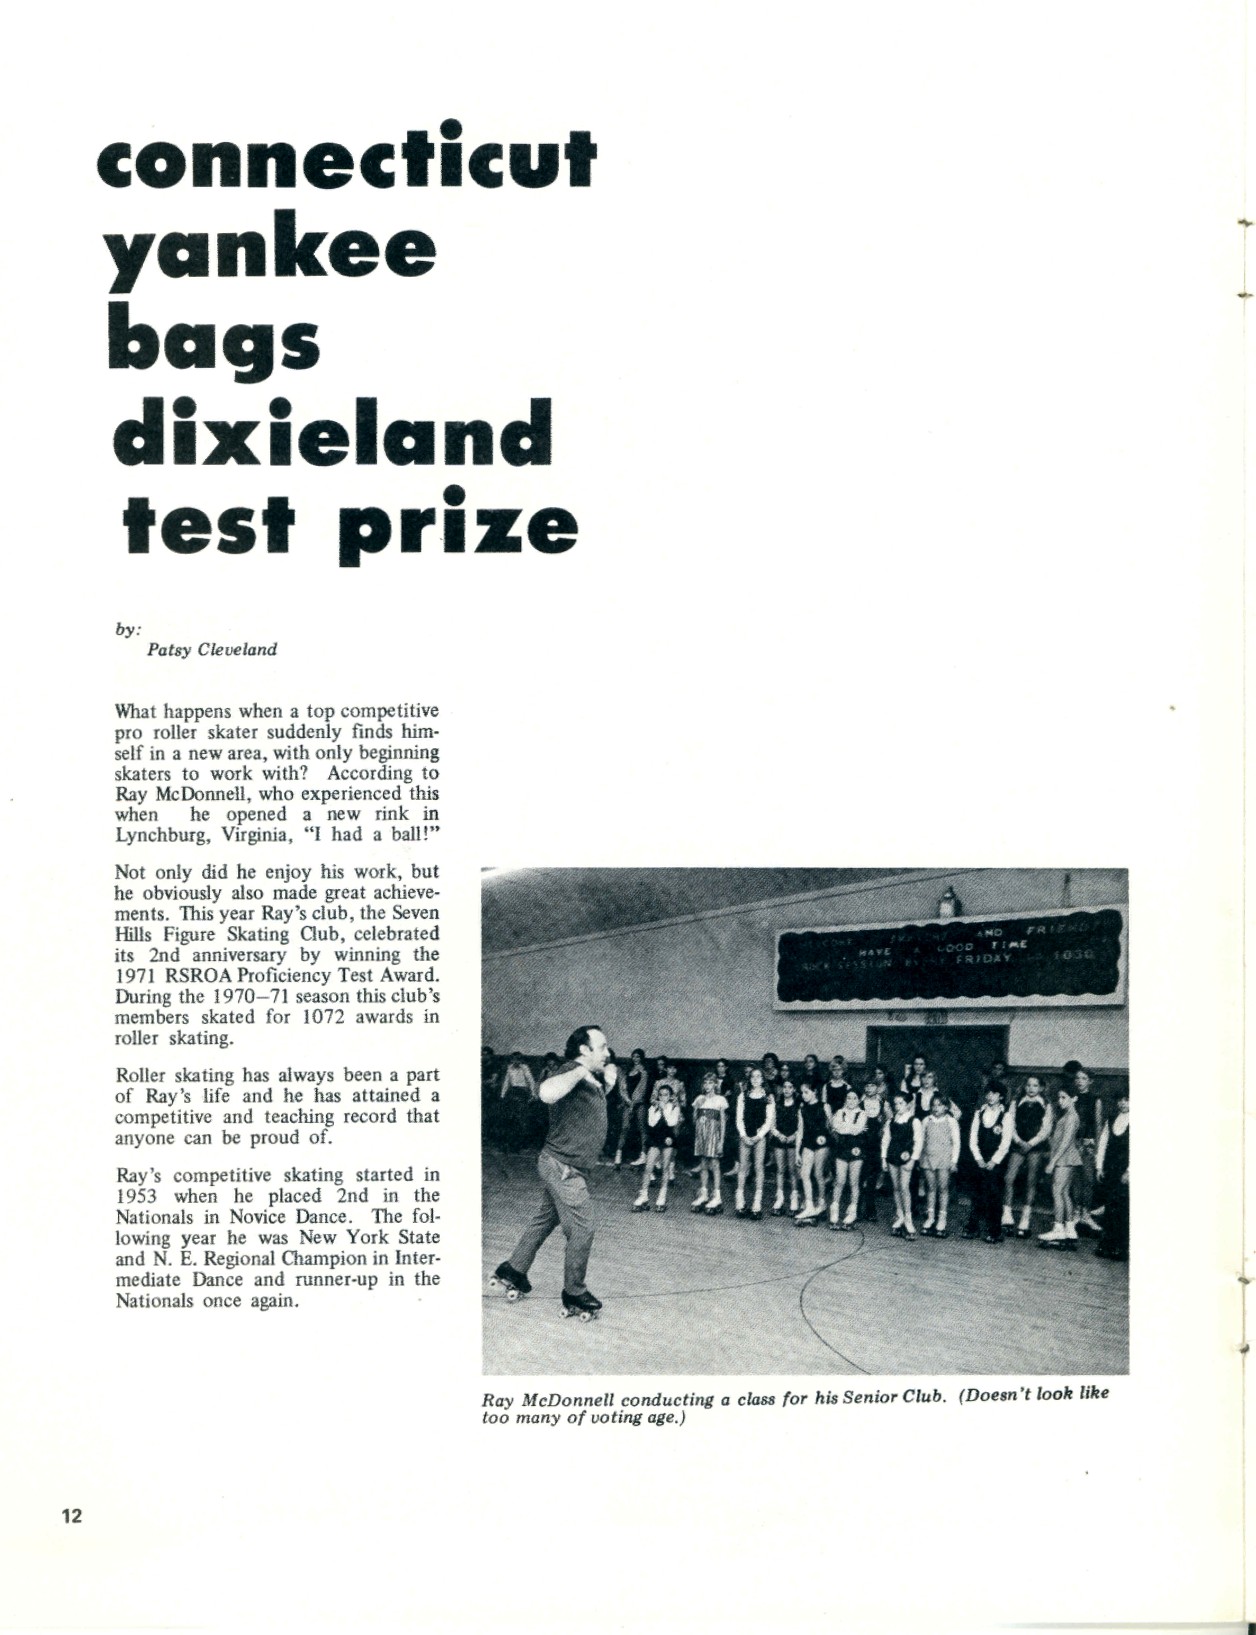 connecticut
yankee
bags
dixieland
test prize
by:
Patsy Cleveland
What happens when a top competitive
pro roller skater suddenly finds him-
self in a new area, with only beginning
skaters to work with? According to
Ray McDonnell, who experienced this
when he opened a new rink in
Lynchburg, Virginia, “I had a ball!”
Not only did he enjoy his work, but
he obviously also made great achieve-
ments. This year Ray’s club, the Seven
Hills Figure Skating Club, celebrated
its 2nd anniversary by winning the
1971 RSROA Proficiency Test Award.
During the 1970–71 season this club’s
members skated for 1072 awards in
roller skating.
Roller skating has always been a part
of Ray’s life and he has attained a
competitive and teaching record that
anyone can be proud of.
Ray’s competitive skating started in
1953 when he placed 2nd in the
Nationals in Novice Dance. The fol-
lowing year he was New York State
and N. E. Regional Champion in Inter-
mediate Dance and runner-up in the
Nationals once again.
WELCOME AND FRIENDS
HAVE A GOOD TIME
SESSION EVERY FRIDAY 1030
Ray McDonnell conducting a class for his Senior Club. (Doesn’t look like
too many of voting age.)
12